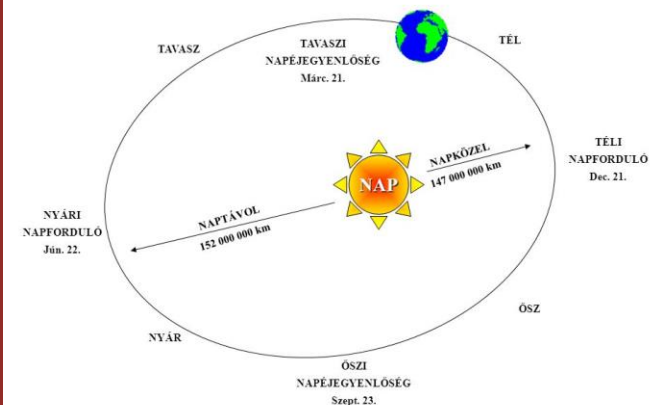 TAVASZ
TAVASZI
NAPÉJEGYENLŐSÉG
Márc. 21.
TÉL
TÉLI
NAPFORDULÓ
Dec. 21.
NAPKÖZEL
147 000 000 km
NAP
NAPTÁVOL
152 000 000 km
NYÁRI
NAPFORDULÓ
Jún. 22.
ŐSZ
NYÁR
ŐSZI
NAPÉJEGYENLŐSÉG
Szept. 23.